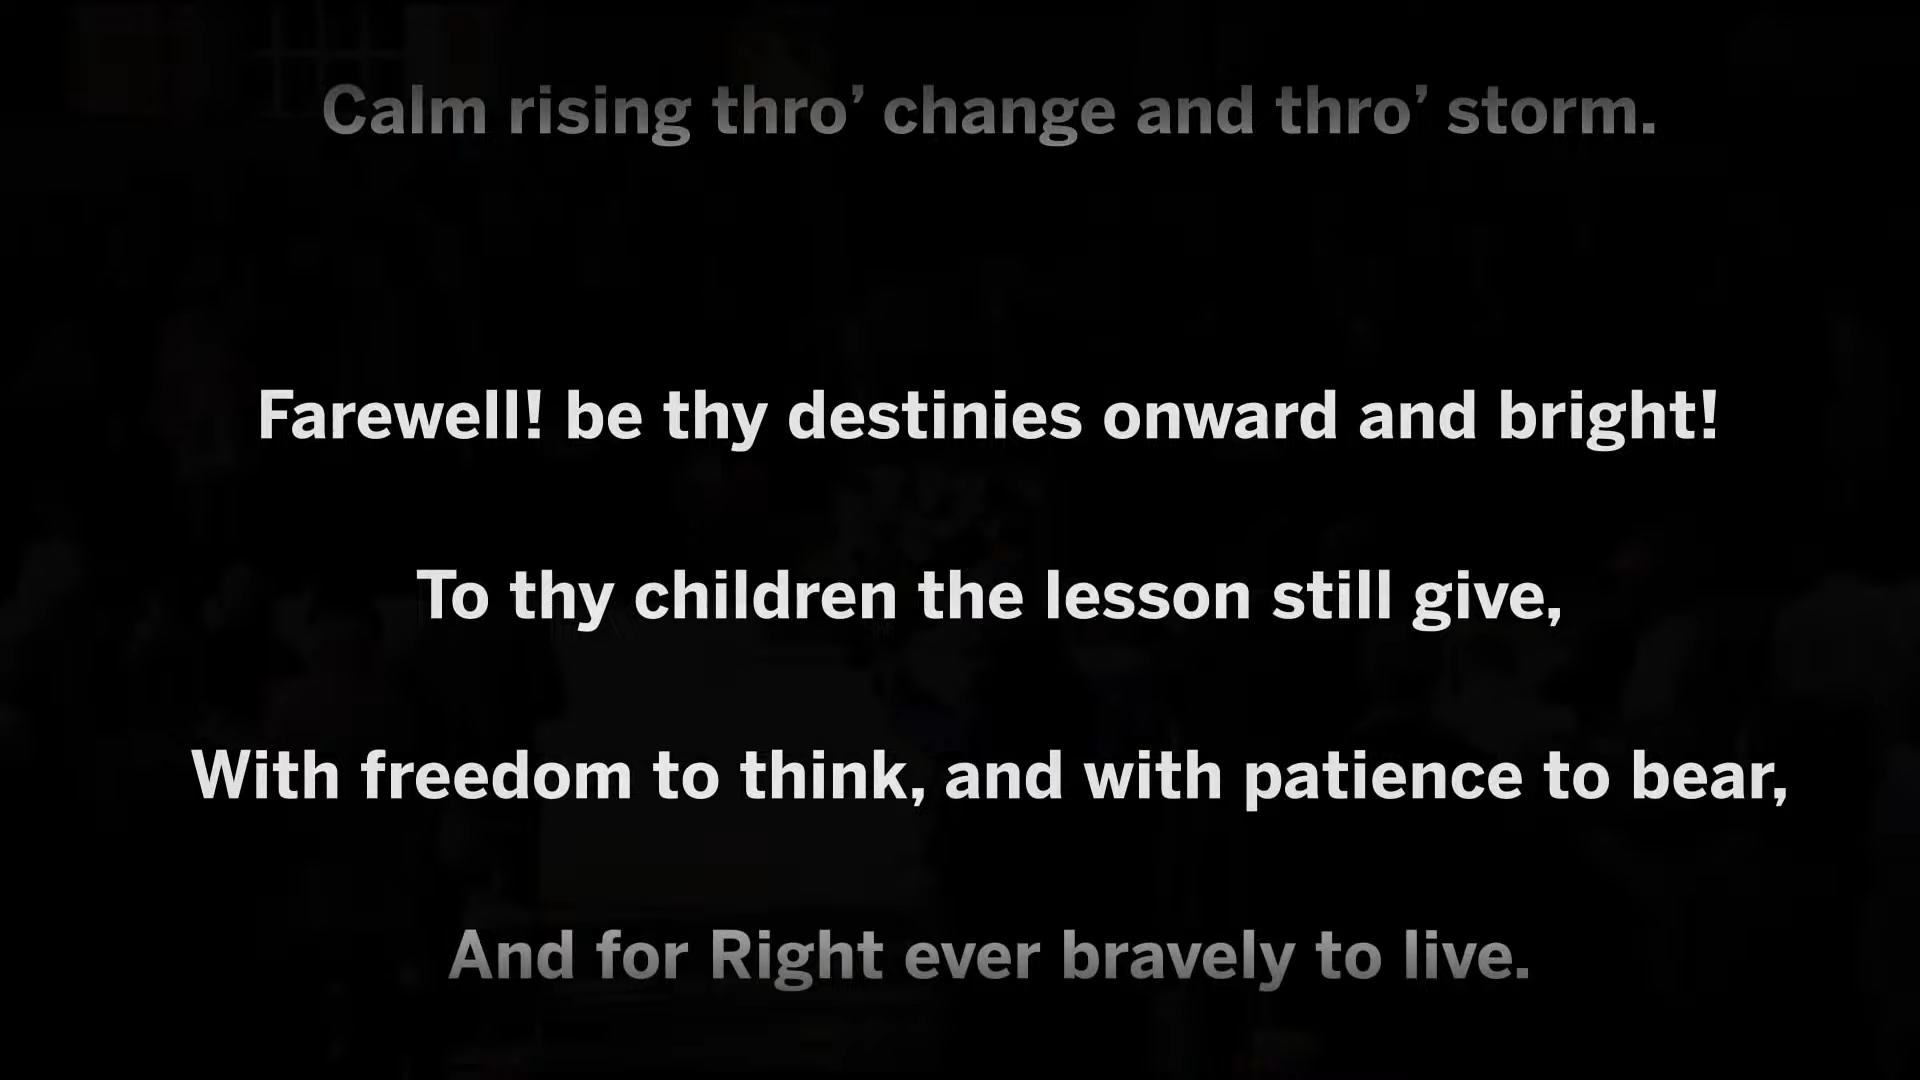 Calm rising thro’ change and thro’ storm.
Farewell! be thy destinies onward and bright!
To thy children the lesson still give,
With freedom to think, and with patience to bear,
And for Right ever bravely to live.